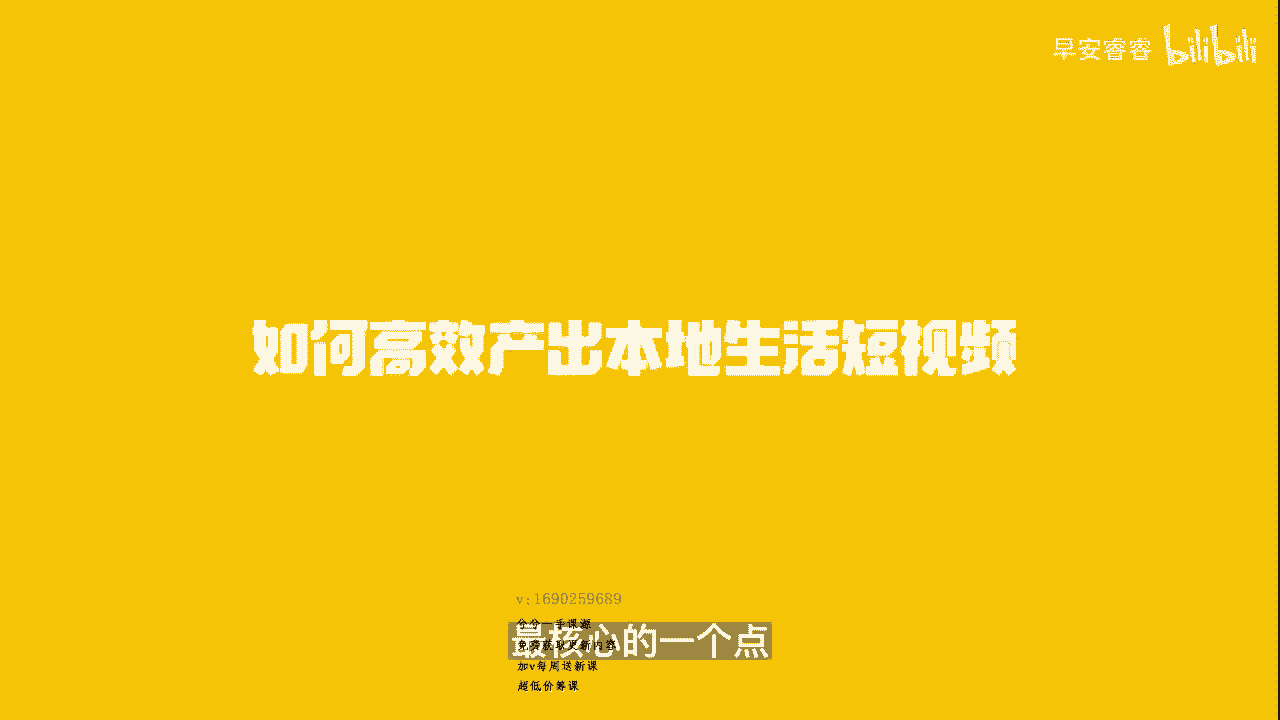 早安睿睿 bilibili
如何高效产出本地生活短视频
v:1690259689
分分一手课源
最核心的一个点
免费获取更新内容
加v每周送新课
超低价筹课